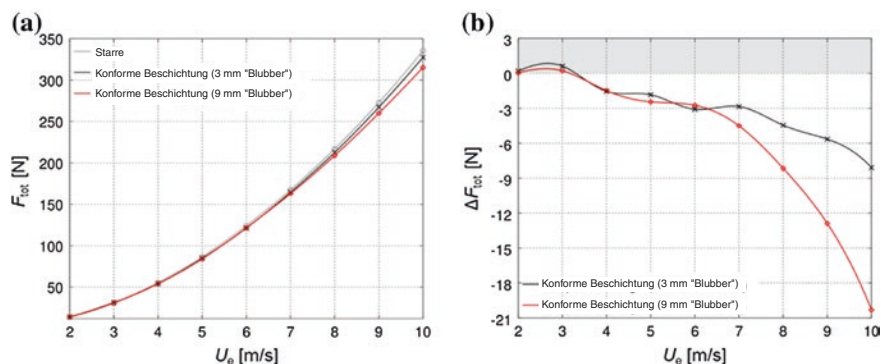 (a)
350
300
250
200
150
100
50
F_tot [N]
Starre
Konforme Beschichtung (3 mm "Blubber")
Konforme Beschichtung (9 mm "Blubber")
2 3 4 5 6 7 8 9 10
U_e [m/s]
(b)
3
0
-3
-6
-9
-12
-15
-18
-21
ΔF_tot [N]
Konforme Beschichtung (3 mm "Blubber")
Konforme Beschichtung (9 mm "Blubber")
2 3 4 5 6 7 8 9 10
U_e [m/s]